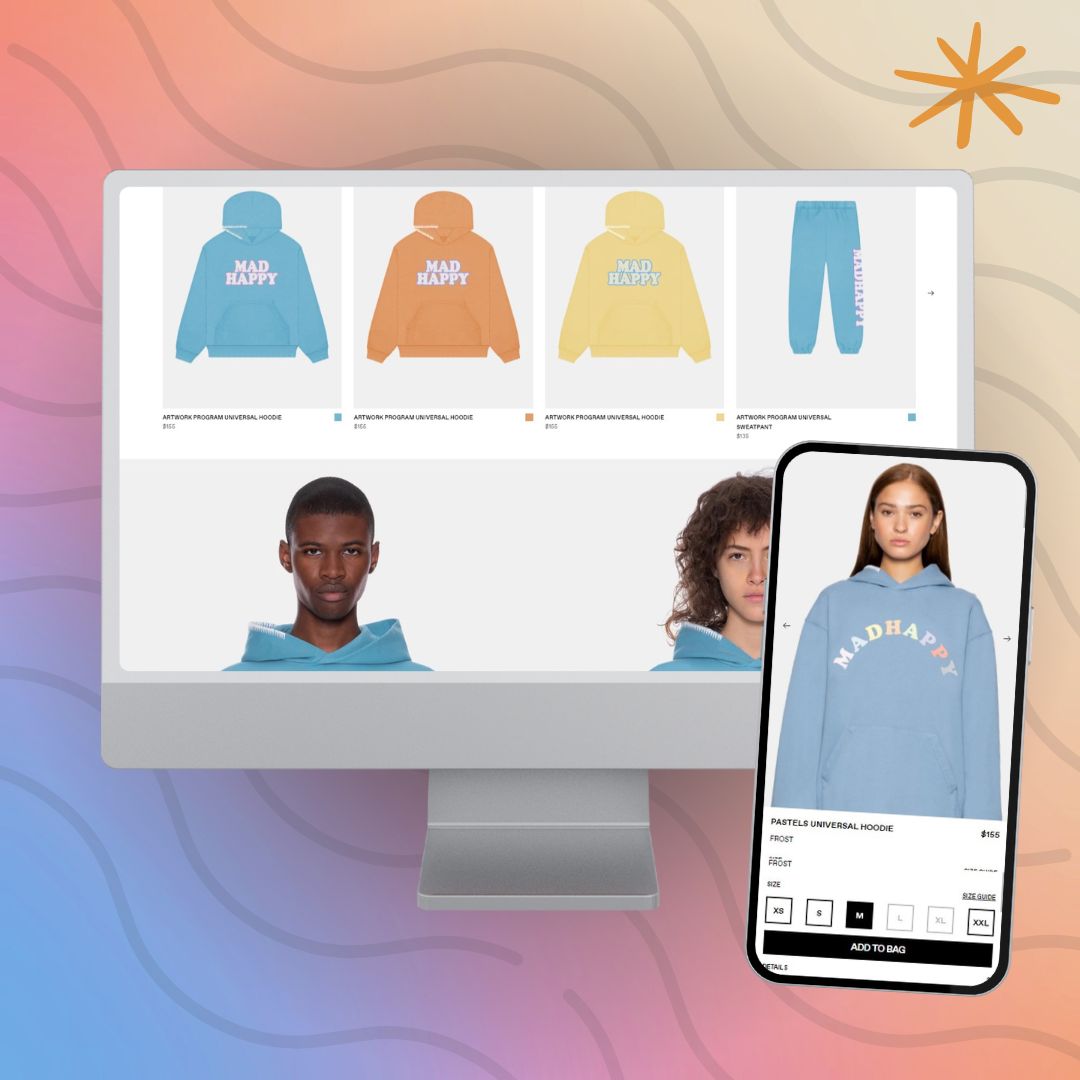 MAD
HAPPY
MAD
HAPPY
MAD
HAPPY
MADHAPPY
ARTWORK PROGRAM UNIVERSAL HOODIE
$155
ARTWORK PROGRAM UNIVERSAL HOODIE
$155
ARTWORK PROGRAM UNIVERSAL HOODIE
$155
ARTWORK PROGRAM UNIVERSAL
SWEATPANT
$135
MADHAPPY
PASTELS UNIVERSAL HOODIE $155
FROST
FROST
SIZE SIZE GUIDE
XS S M L XL XXL
ADD TO BAG
DETAILS